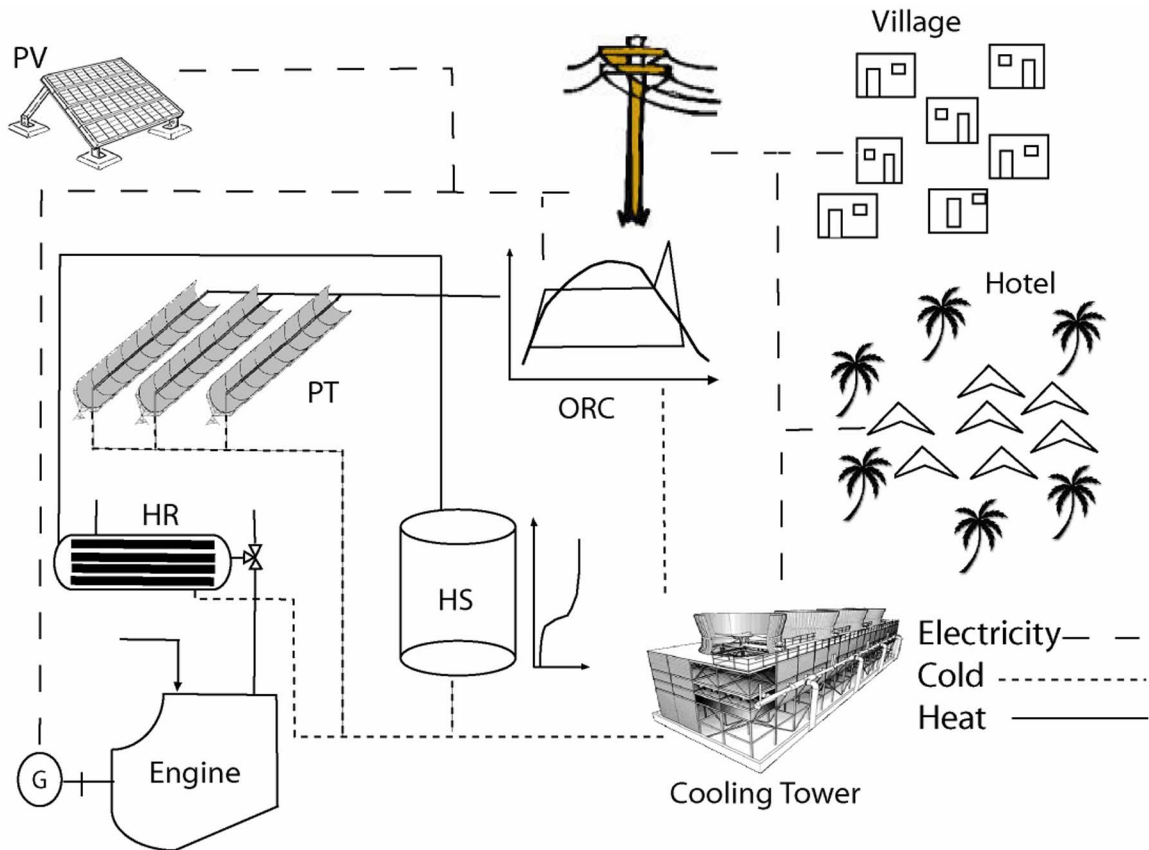 Village
PV
Hotel
PT
ORC
HR
HS
Electricity
Cold
Heat
Engine
G
Cooling Tower